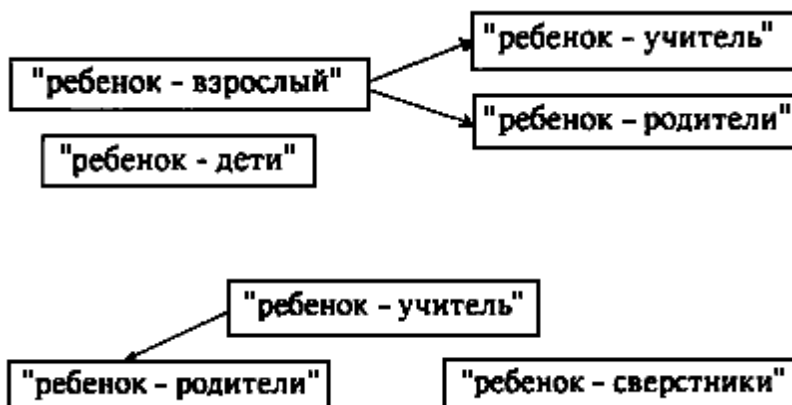 "ребенок – учитель"
"ребенок – взрослый"
"ребенок – родители"
"ребенок - дети"
"ребенок – учитель"
"ребенок – родители"
"ребенок – сверстники"